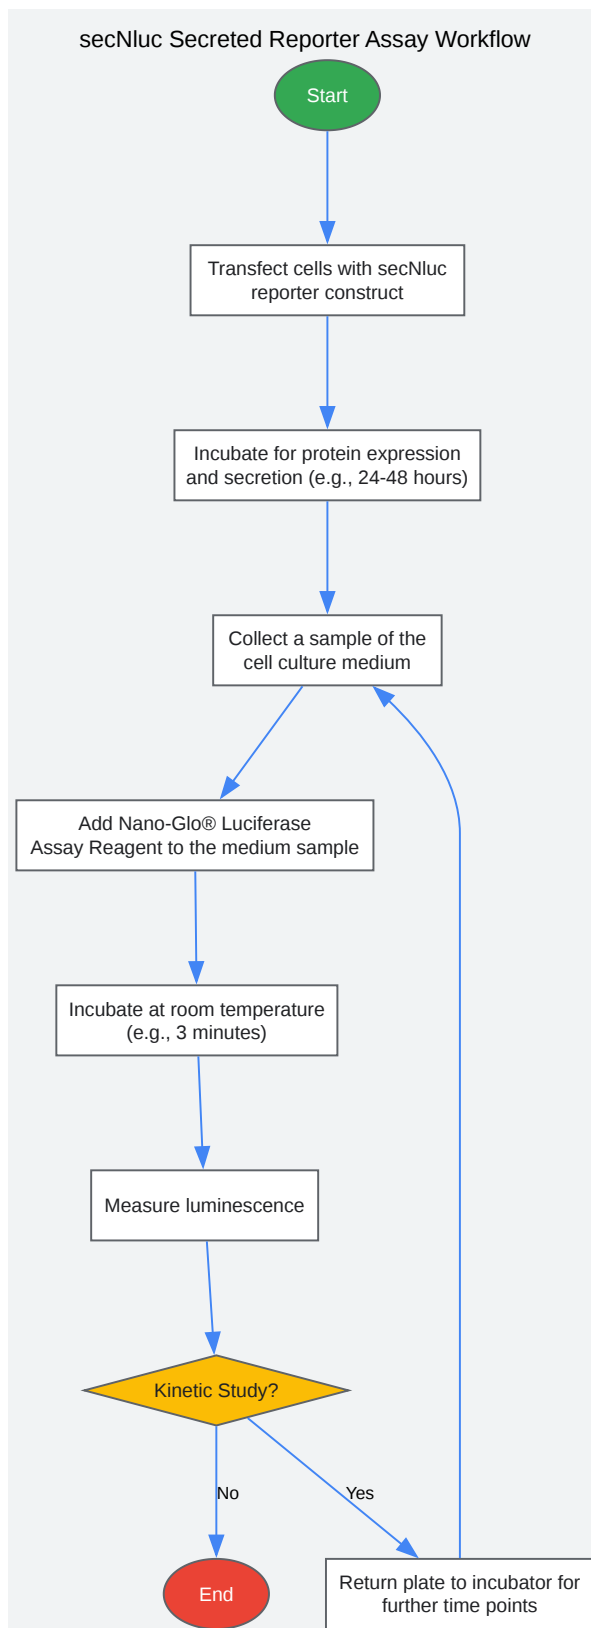 secNluc Secreted Reporter Assay Workflow
Start
Transfect cells with secNluc
reporter construct
Incubate for protein expression
and secretion (e.g., 24-48 hours)
Collect a sample of the
cell culture medium
Add Nano-Glo® Luciferase
Assay Reagent to the medium sample
Incubate at room temperature
(e.g., 3 minutes)
Measure luminescence
Kinetic Study?
No
Yes
End
Return plate to incubator for
further time points